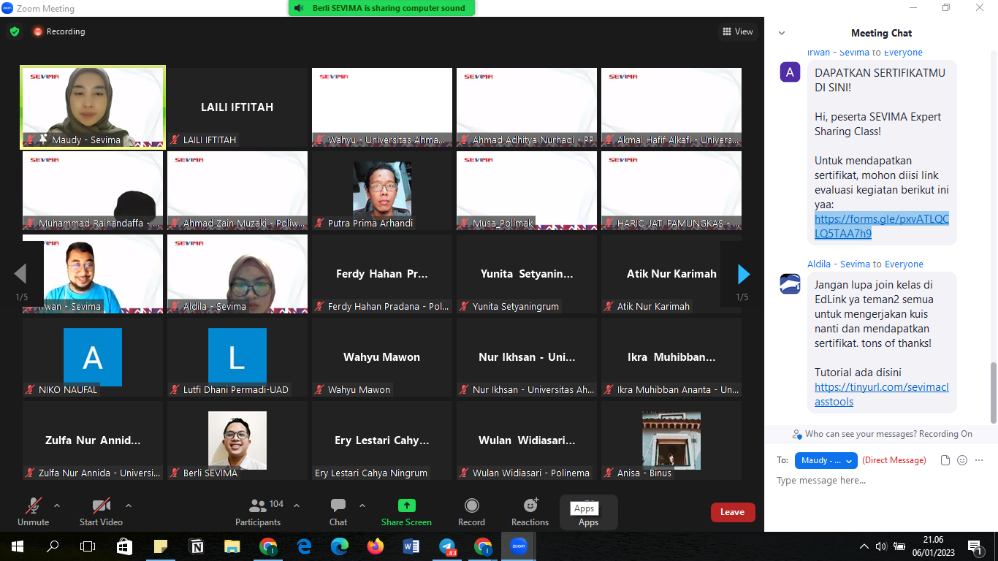 Zoom Meeting
Berli SEVIMA is sharing computer sound
Recording
View
SEVIMA
Maudy - Sevima
LAILI IFTITAH
LAILI IFTITAH
SEVIMA
Wahyu - Universitas Ahma...
SEVIMA
Ahmad Adhitya Nurhadi - PP
SEVIMA
Akmal Hafif Alkafi - Univers...
SEVIMA
Muhammad Raihandaffa - ...
SEVIMA
Ahmad Zain Muzaki - Poliw...
Putra Prima Arhandi
SEVIMA
Musa_Polimak
SEVIMA
HARIC JATI PAMUNGKAS - ...
1/5
Irwan - Sevima
SEVIMA
Aldila - Sevima
Ferdy Hahan Pr...
Ferdy Hahan Pradana - Pol...
Yunita Setyanin...
Yunita Setyaningrum
Atik Nur Karimah
Atik Nur Karimah
1/5
A
NIKO NAUFAL
L
Lutfi Dhani Permadi-UAD
Wahyu Mawon
Wahyu Mawon
Nur Ikhsan - Uni...
Nur Ikhsan - Universitas Ah...
Ikra Muhibban...
Ikra Muhibban Ananta - Un...
Zulfa Nur Annid...
Zulfa Nur Annida - Universi...
Berli SEVIMA
Ery Lestari Cahy...
Ery Lestari Cahya Ningrum
Wulan Widiasari...
Wulan Widiasari - Polinema
Anisa - Binus
Unmute
Start Video
104
Participants
Chat
Share Screen
Record
Reactions
Apps
Apps
Leave
Meeting Chat
Irwan - Sevima to Everyone
A
DAPATKAN SERTIFIKATMU
DI SINI!
Hi, peserta SEVIMA Expert
Sharing Class!
Untuk mendapatkan
sertifikat, mohon diisi link
evaluasi kegiatan berikut ini
yaa:
https://forms.gle/pxvATLQC
LQ5TAA7h9
Aldila - Sevima to Everyone
Jangan lupa join kelas di
EdLink ya teman2 semua
untuk mengerjakan kuis
nanti dan mendapatkan
sertifikat. tons of thanks!
Tutorial ada disini
https://tinyurl.com/sevimacl
asstools
Who can see your messages? Recording On
To: Maudy - ... (Direct Message)
Type message here...
21.06
06/01/2023